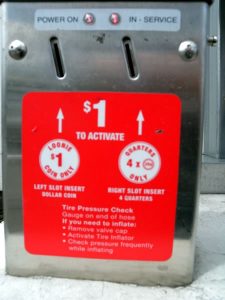 POWER ON $1 IN - SERVICE
$1
TO ACTIVATE
LOONIE
$1
COIN ONLY
QUARTERS
4 x
ONLY
LEFT SLOT INSERT
DOLLAR COIN
RIGHT SLOT INSERT
4 QUARTERS
Tire Pressure Check
Gauge on end of hose
If you need to inflate:
• Remove valve cap
• Activate Tire Inflator
• Check pressure frequently
while inflating